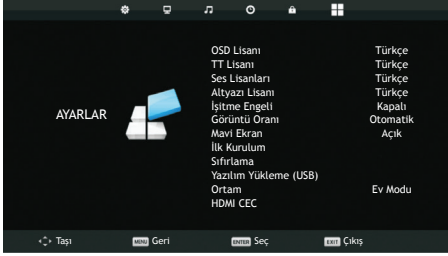 OSD Lisanı Türkçe
TT Lisanı Türkçe
Ses Lisanları Türkçe
Altyazı Lisanı Türkçe
İşitme Engeli Kapalı
Görüntü Oranı Otomatik
AYARLAR
Mavi Ekran Açık
İlk Kurulum
Sıfırlama
Yazılım Yükleme (USB)
Ortam Ev Modu
HDMI CEC
Taşı MENU Geri ENTER Seç EXIT Çıkış